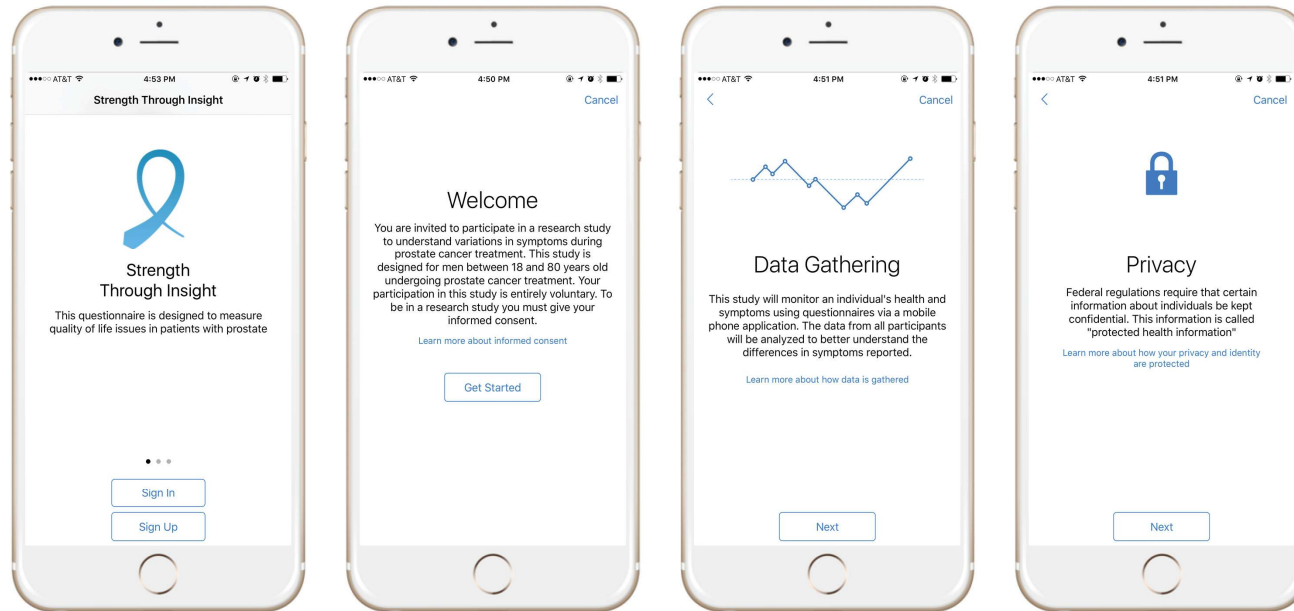 AT&T 4:53 PM
Strength Through Insight
Strength
Through Insight
This questionnaire is designed to measure
quality of life issues in patients with prostate
Sign In
Sign Up
AT&T 4:50 PM
Cancel
Welcome
You are invited to participate in a research study
to understand variations in symptoms during
prostate cancer treatment. This study is
designed for men between 18 and 80 years old
undergoing prostate cancer treatment. Your
participation in this study is entirely voluntary. To
be in a research study you must give your
informed consent.
Learn more about informed consent
Get Started
AT&T 4:51 PM
Cancel
Data Gathering
This study will monitor an individual's health and
symptoms using questionnaires via a mobile
phone application. The data from all participants
will be analyzed to better understand the
differences in symptoms reported.
Learn more about how data is gathered
Next
AT&T 4:51 PM
Cancel
Privacy
Federal regulations require that certain
information about individuals be kept
confidential. This information is called
"protected health information"
Learn more about how your privacy and identity
are protected
Next